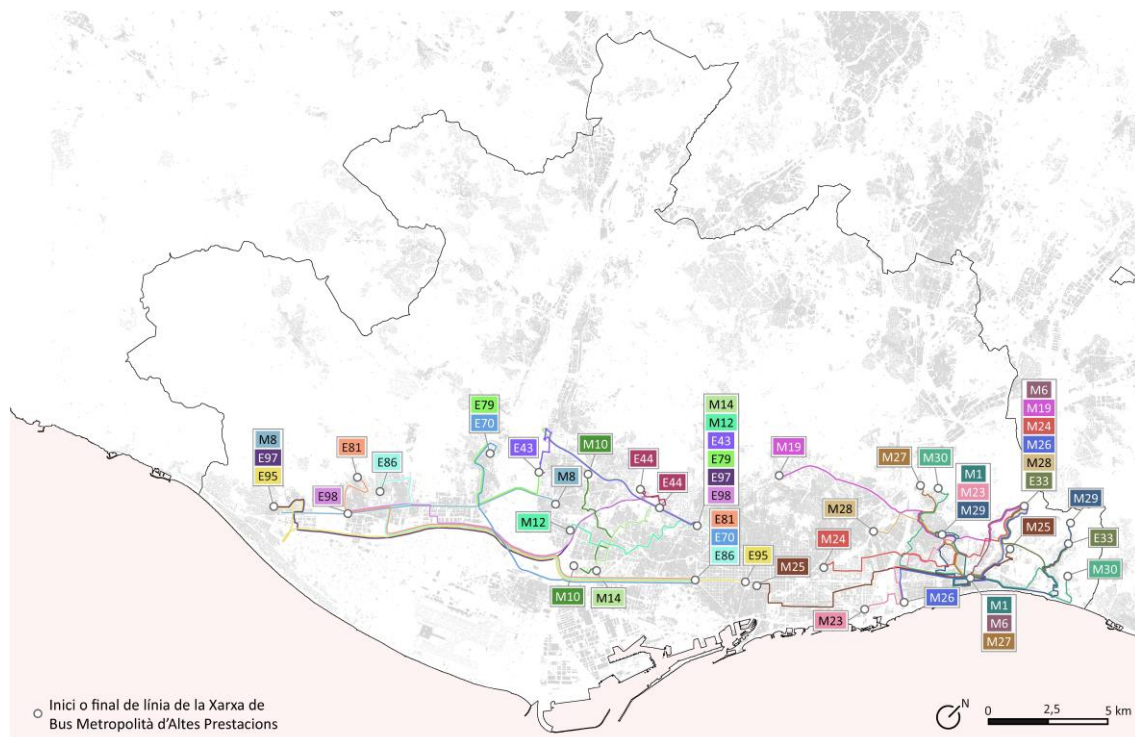 M6
M19
M24
M26
M28
E33
E79
E70
M14
M12
E43
E79
E97
E98
M8
E97
E95
E81
E86
E43
M10
E44
E44
M19
M27
M30
M1
M23
M29
M29
E98
M8
M12
M28
M25
E33
E81
E70
E86
E95
M24
M25
M30
M10
M14
M23
M26
M1
M6
M27
Inici o final de línia de la Xarxa de
Bus Metropolità d'Altes Prestacions
N
0 2,5 5 km